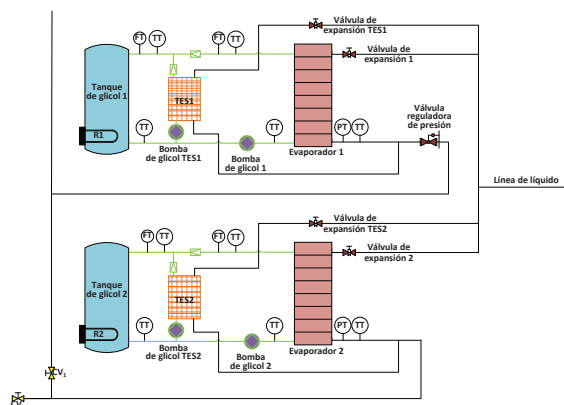 Válvula de
expansión TES1
FT
TT
FT
TT
Válvula de
expansión 1
Tanque
de glicol 1
TES1
Válvula
reguladora
de presión
R1
TT
TT
PT
TT
Bomba
de glicol TES1
Bomba
de glicol 1
Evaporador 1
Línea de líquido
Válvula de
expansión TES2
FT
TT
FT
TT
Válvula de
expansión 2
Tanque
de glicol 2
TES2
R2
TT
TT
PT
TT
Bomba
de glicol TES2
Bomba
de glicol 2
Evaporador 2
CV1